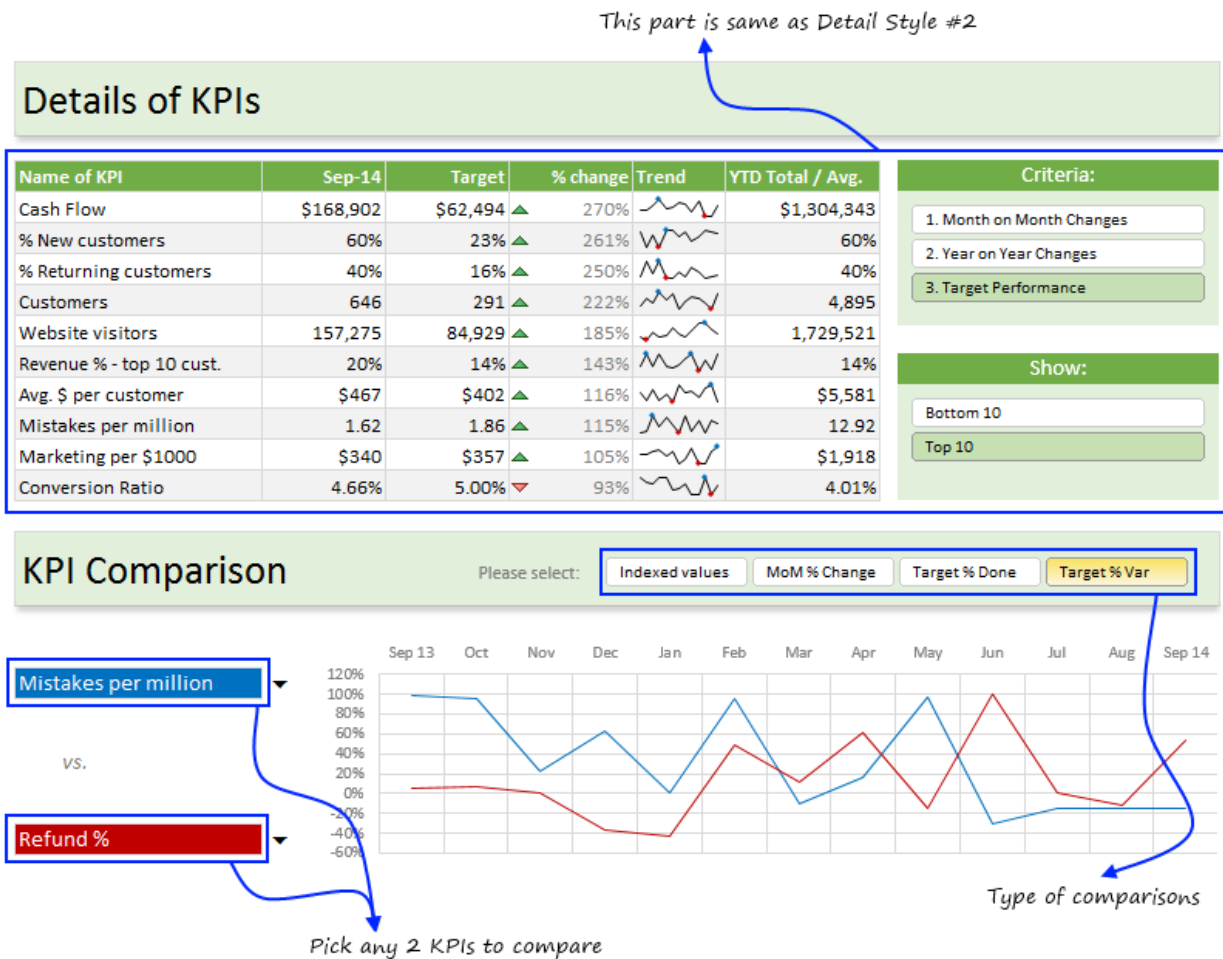 This part is same as Detail Style #2
Details of KPIs
Name of KPI Sep-14 Target % change Trend YTD Total / Avg.
Cash Flow $168,902 $62,494 270% $1,304,343
% New customers 60% 23% 261% 60%
% Returning customers 40% 16% 250% 40%
Customers 646 291 222% 4,895
Website visitors 157,275 84,929 185% 1,729,521
Revenue % - top 10 cust. 20% 14% 143% 14%
Avg. $ per customer $467 $402 116% $5,581
Mistakes per million 1.62 1.86 115% 12.92
Marketing per $1000 $340 $357 105% $1,918
Conversion Ratio 4.66% 5.00% 93% 4.01%
Criteria:
1. Month on Month Changes
2. Year on Year Changes
3. Target Performance
Show:
Bottom 10
Top 10
KPI Comparison
Please select: Indexed values MoM % Change Target % Done Target % Var
Mistakes per million
vs.
Refund %
Sep 13 Oct Nov Dec Jan Feb Mar Apr May Jun Jul Aug Sep 14
120%
100%
80%
60%
40%
20%
0%
-20%
-40%
-60%
Type of comparisons
Pick any 2 KPIs to compare